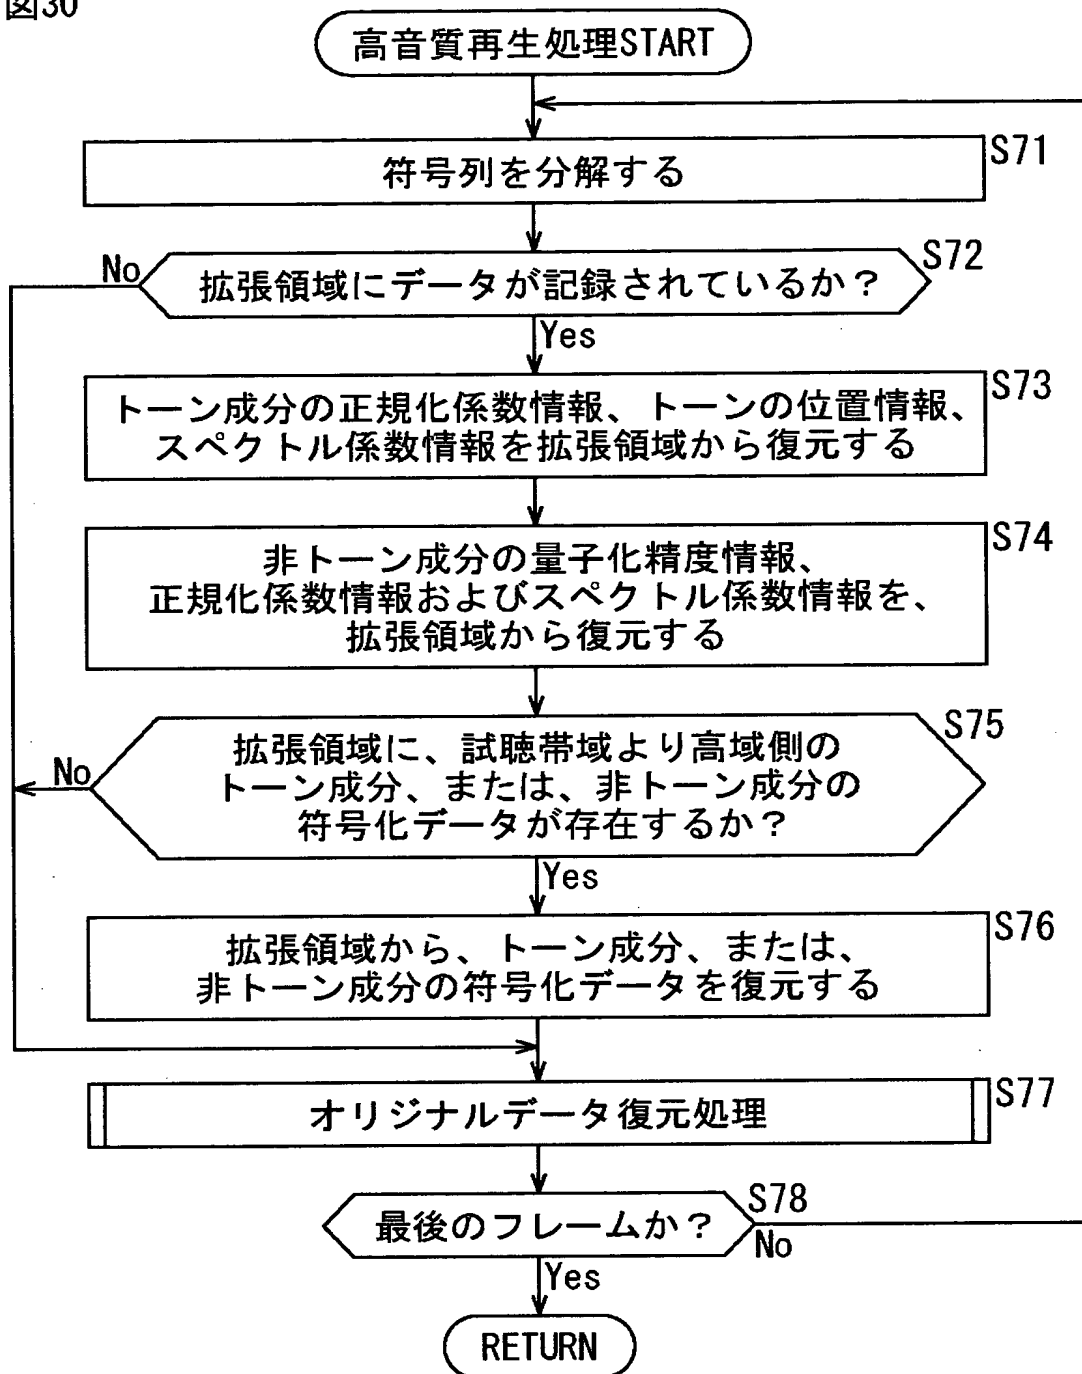 図30
高音質再生処理START
S71
符号列を分解する
S72
No
拡張領域にデータが記録されているか？
Yes
S73
トーン成分の正規化係数情報、トーンの位置情報、
スペクトル係数情報を拡張領域から復元する
S74
非トーン成分の量子化精度情報、
正規化係数情報およびスペクトル係数情報を、
拡張領域から復元する
S75
No
拡張領域に、試聴帯域より高域側の
トーン成分、または、非トーン成分の
符号化データが存在するか？
Yes
S76
拡張領域から、トーン成分、または、
非トーン成分の符号化データを復元する
S77
オリジナルデータ復元処理
S78
最後のフレームか？
No
Yes
RETURN